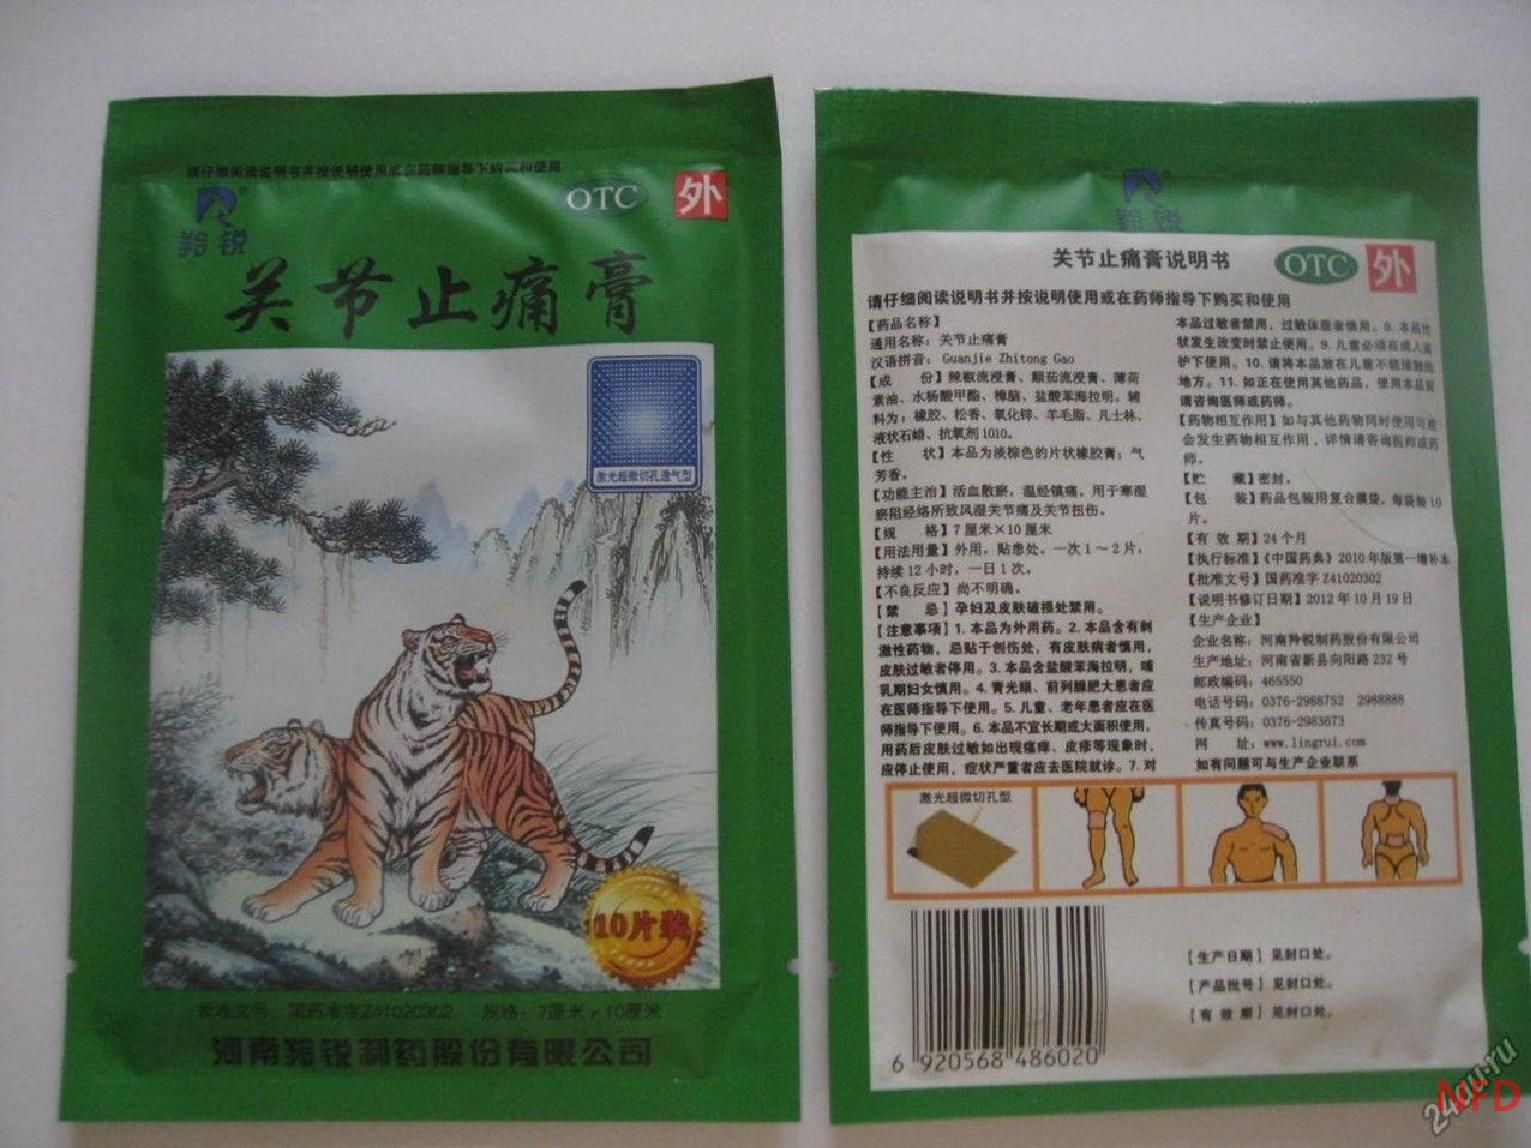 请仔细阅读说明书并按说明使用或在药师指导下购买和使用
羚锐
®
OTC
外
关节止痛膏
激光超微切孔透气型
10片装
批准文号：国药准字Z41020302 规格：7厘米×10厘米
河南羚锐制药股份有限公司
羚锐
关节止痛膏说明书
OTC
外
请仔细阅读说明书并按说明使用或在药师指导下购买和使用
【药品名称】
通用名称：关节止痛膏
汉语拼音：Guanjie Zhitong Gao
【成 份】辣椒流浸膏、颠茄流浸膏、薄荷
素油、水杨酸甲酯、樟脑、盐酸苯海拉明。辅
料为：橡胶、松香、氧化锌、羊毛脂、凡士林、
液状石蜡、抗氧剂1010。
【性 状】本品为淡棕色的片状橡胶膏；气
芳香。
【功能主治】活血散瘀，温经镇痛。用于寒湿
瘀阻经络所致风湿关节痛及关节扭伤。
【规 格】7厘米×10厘米
【用法用量】外用，贴患处。一次1～2片，
持续12小时，一日1次。
【不良反应】尚不明确。
【禁 忌】孕妇及皮肤破损处禁用。
【注意事项】1.本品为外用药。2.本品含有刺
激性药物，忌贴于创伤处，有皮肤病者慎用，
皮肤过敏者停用。3.本品含盐酸苯海拉明，哺
乳期妇女慎用。4.青光眼、前列腺肥大患者应
在医师指导下使用。5.儿童、老年患者应在医
师指导下使用。6.本品不宜长期或大面积使用，
用药后皮肤过敏如出现瘙痒、皮疹等现象时，
应停止使用，症状严重者应去医院就诊。7.对
本品过敏者禁用，过敏体质者慎用。8.本品性
状发生改变时禁止使用。9.儿童必须在成人监
护下使用。10.请将本品放在儿童不能接触的
地方。11.如正在使用其他药品，使用本品前
请咨询医师或药师。
【药物相互作用】如与其他药物同时使用可能
会发生药物相互作用，详情请咨询医师或药
师。
【贮 藏】密封。
【包 装】药品包装用复合膜袋。每袋装10
片。
【有 效 期】24个月
【执行标准】《中国药典》2010年版第一增补本
【批准文号】国药准字Z41020302
【说明书修订日期】2012年10月19日
【生产企业】
企业名称：河南羚锐制药股份有限公司
生产地址：河南省新县向阳路232号
邮政编码：465550
电话号码：0376-2988752 2988888
传真号码：0376-2983673
网 址：www.lingrui.com
如有问题可与生产企业联系
激光超微切孔型
6 920568 486020
【生产日期】见封口处。
【产品批号】见封口处。
【有 效 期】见封口处。
24au.ru
NFD